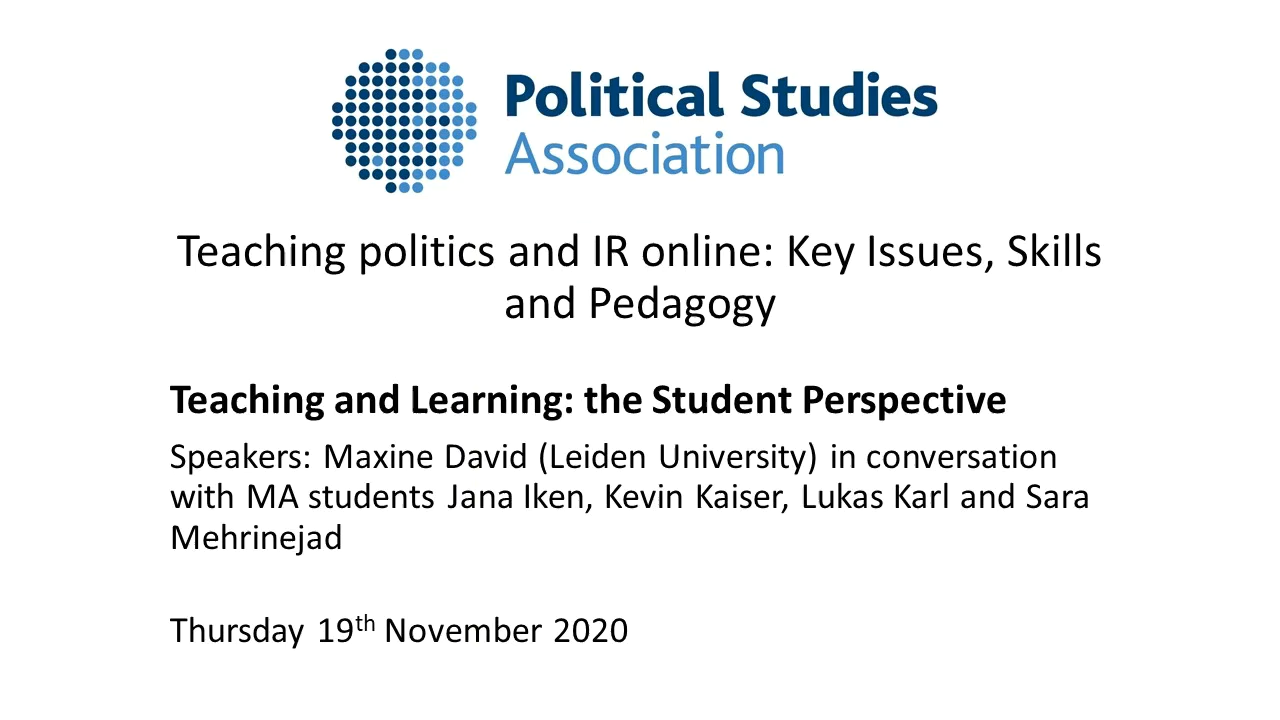 Political Studies
Association
Teaching politics and IR online: Key Issues, Skills
and Pedagogy
Teaching and Learning: the Student Perspective
Speakers: Maxine David (Leiden University) in conversation
with MA students Jana Iken, Kevin Kaiser, Lukas Karl and Sara
Mehrinejad
Thursday 19th November 2020